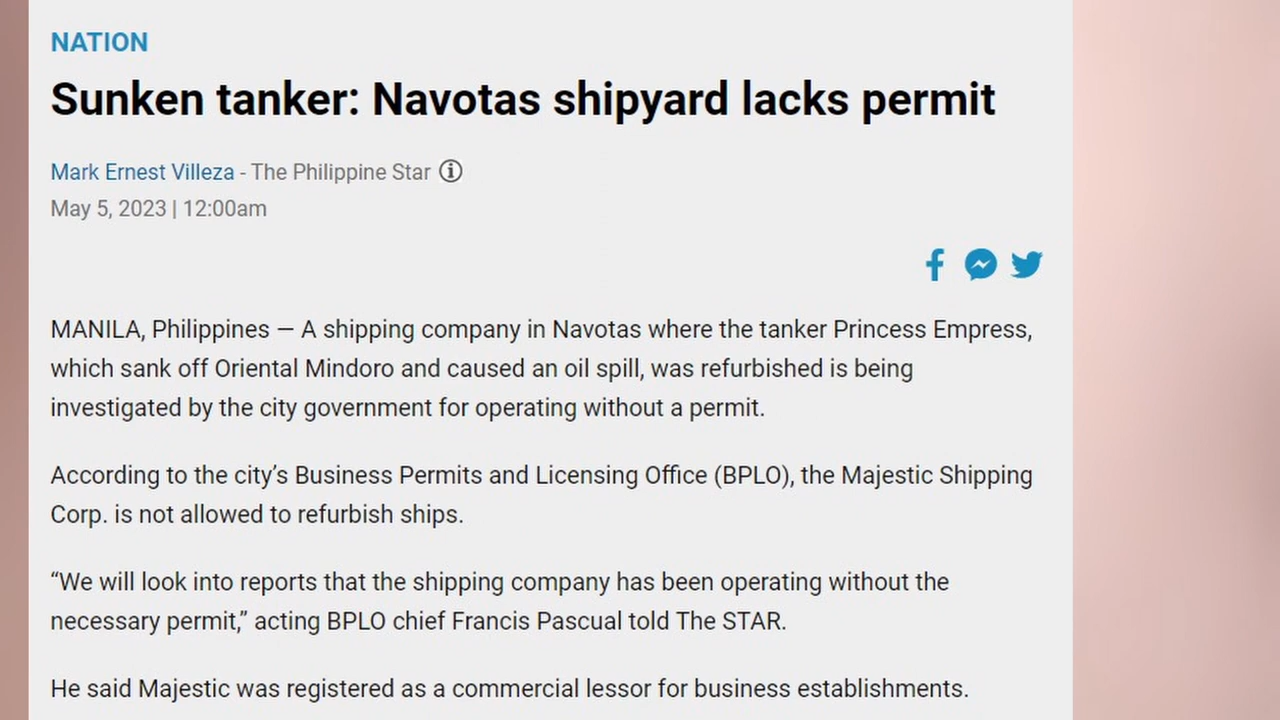 NATION
Sunken tanker: Navotas shipyard lacks permit
Mark Ernest Villeza - The Philippine Star
May 5, 2023 | 12:00am
MANILA, Philippines — A shipping company in Navotas where the tanker Princess Empress,
which sank off Oriental Mindoro and caused an oil spill, was refurbished is being
investigated by the city government for operating without a permit.
According to the city’s Business Permits and Licensing Office (BPLO), the Majestic Shipping
Corp. is not allowed to refurbish ships.
“We will look into reports that the shipping company has been operating without the
necessary permit,” acting BPLO chief Francis Pascual told The STAR.
He said Majestic was registered as a commercial lessor for business establishments.